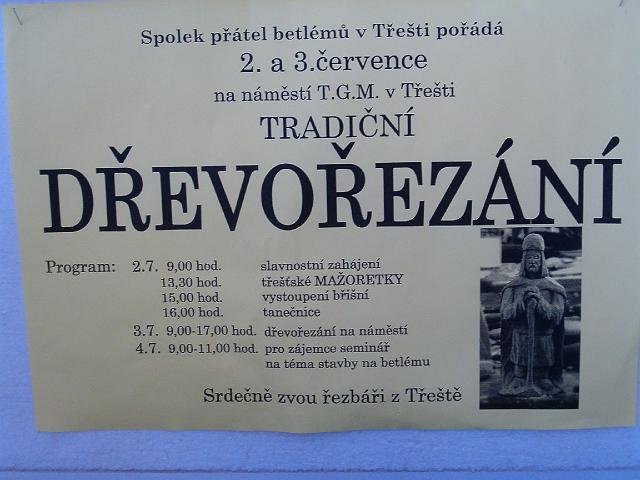 Spolek přátel betlémů v Třešti pořádá
2. a 3.července
na náměstí T.G.M. v Třešti
TRADIČNÍ
DŘEVOŘEZÁNÍ
Program: 2.7. 9,00 hod. slavnostní zahájení
13,30 hod. třešťské MAŽORETKY
15,00 hod. vystoupení břišní
16,00 hod. tanečnice
3.7. 9,00-17,00 hod. dřevořezání na náměstí
4.7. 9,00-11,00 hod. pro zájemce seminář
na téma stavby na betlému
Srdečně zvou řezbáři z Třeště